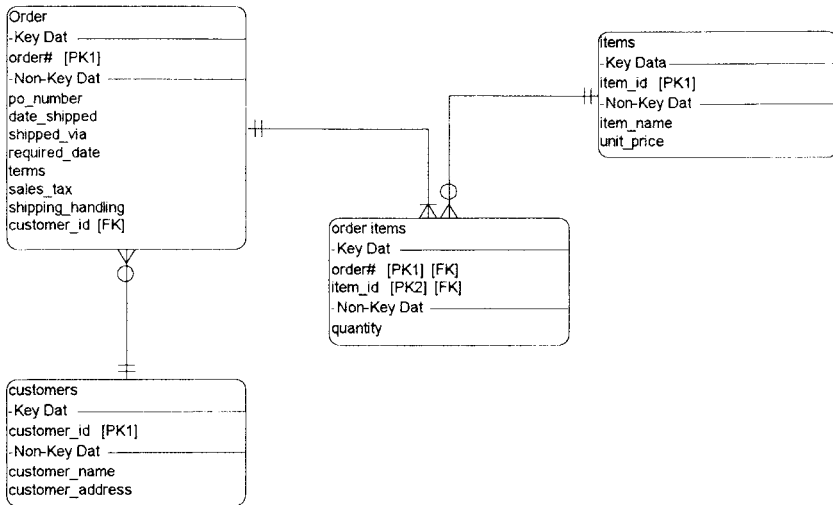 Order
-Key Dat
order# [PK1]
-Non-Key Dat
po_number
date_shipped
shipped_via
required_date
terms
sales_tax
shipping_handling
customer_id [FK]
items
-Key Data
item_id [PK1]
-Non-Key Dat
item_name
unit_price
order items
-Key Dat
order# [PK1] [FK]
item_id [PK2] [FK]
-Non-Key Dat
quantity
customers
-Key Dat
customer_id [PK1]
-Non-Key Dat
customer_name
customer_address